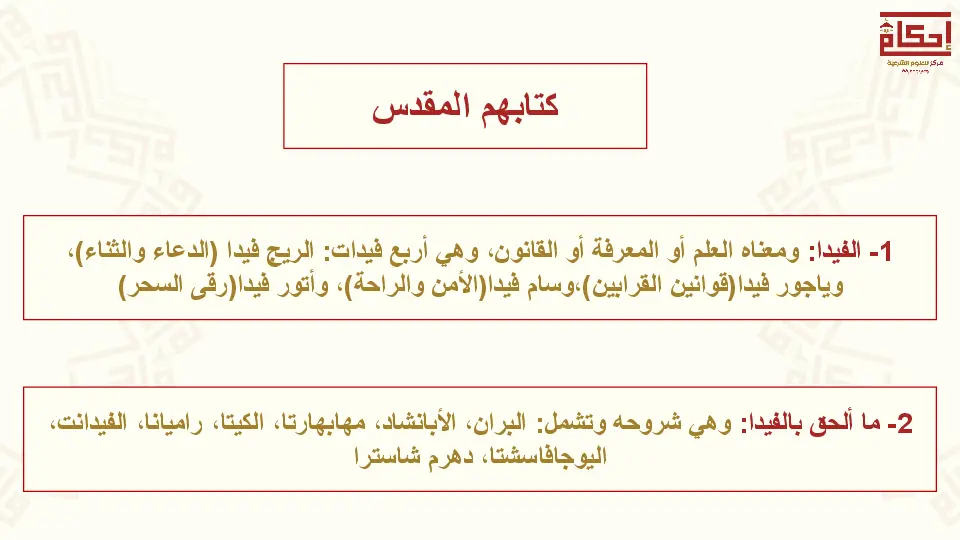 إحكام
مركز للعلوم الشرعية
كتابهم المقدس
1- الفيدا: ومعناه العلم أو المعرفة أو القانون، وهي أربع فيدات: الريج فيدا (الدعاء والثناء)،
وياجور فيدا(قوانين القرابين)،وسام فيدا(الأمن والراحة)، وأتور فيدا(رقى السحر)
2- ما ألحق بالفيدا: وهي شروحه وتشمل: البران، الأبانشاد، مهابهارتا، الكيتا، راميانا، الفيدانت،
اليوجافاسشتا، دهرم شاسترا